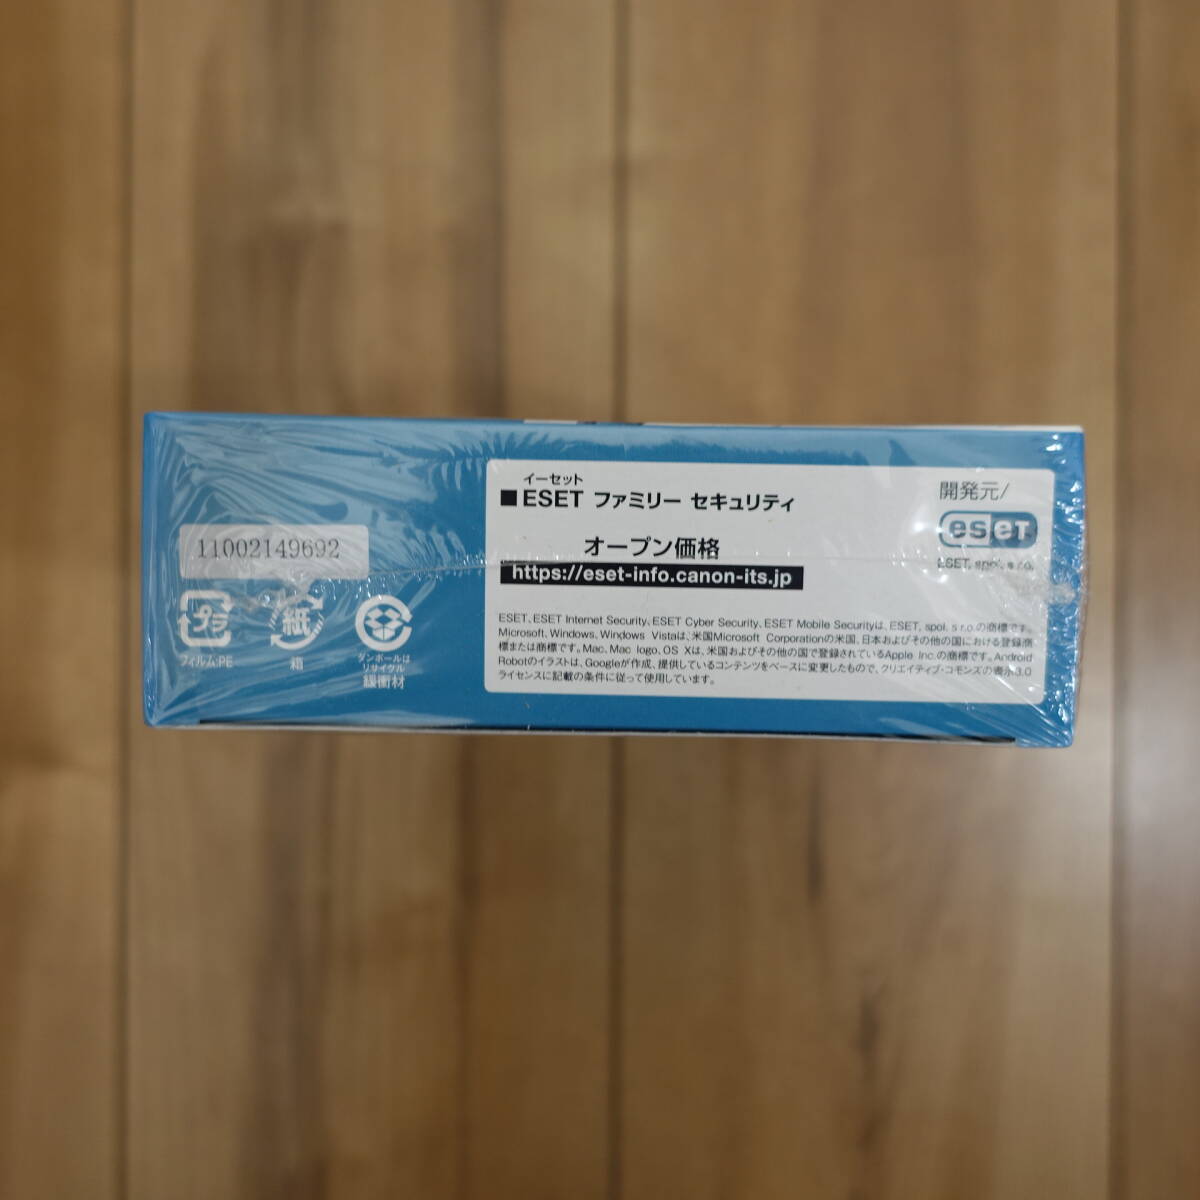 イーセット
■ESET ファミリー セキュリティ
オープン価格
https://eset-info.canon-its.jp
開発元/
eseT
ESET, spol. s r.o.
ESET、ESET Internet Security、ESET Cyber Security、ESET Mobile Securityは、ESET, spol. s r.o.の商標です。
Microsoft、Windows、Windows Vistaは、米国Microsoft Corporationの米国、日本およびその他の国における登録商
標または商標です。Mac、Mac logo、OS Xは、米国およびその他の国で登録されているApple Inc.の商標です。Android
Robotのイラストは、Googleが作成、提供しているコンテンツをベースに変更したもので、クリエイティブ・コモンズの表示3.0
ライセンスに記載の条件に従って使用しています。
11002149692
プラ
フィルム:PE
紙
箱
ダンボールは
リサイクル
緩衝材